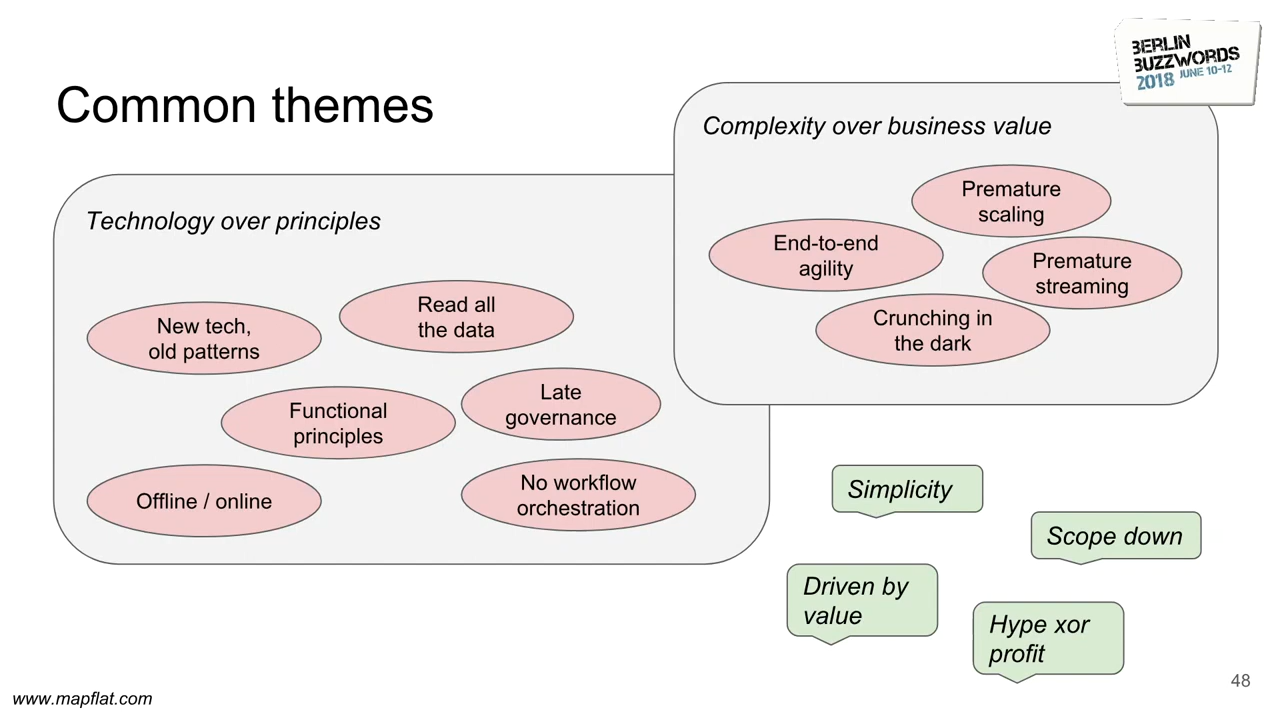 BERLIN
BUZZWORDS
2018 JUNE 10-12
Common themes
Complexity over business value
Premature
scaling
End-to-end
agility
Premature
streaming
Crunching in
the dark
Technology over principles
Read all
the data
New tech,
old patterns
Late
governance
Functional
principles
Offline / online
No workflow
orchestration
Simplicity
Scope down
Driven by
value
Hype xor
profit
48
www.mapflat.com